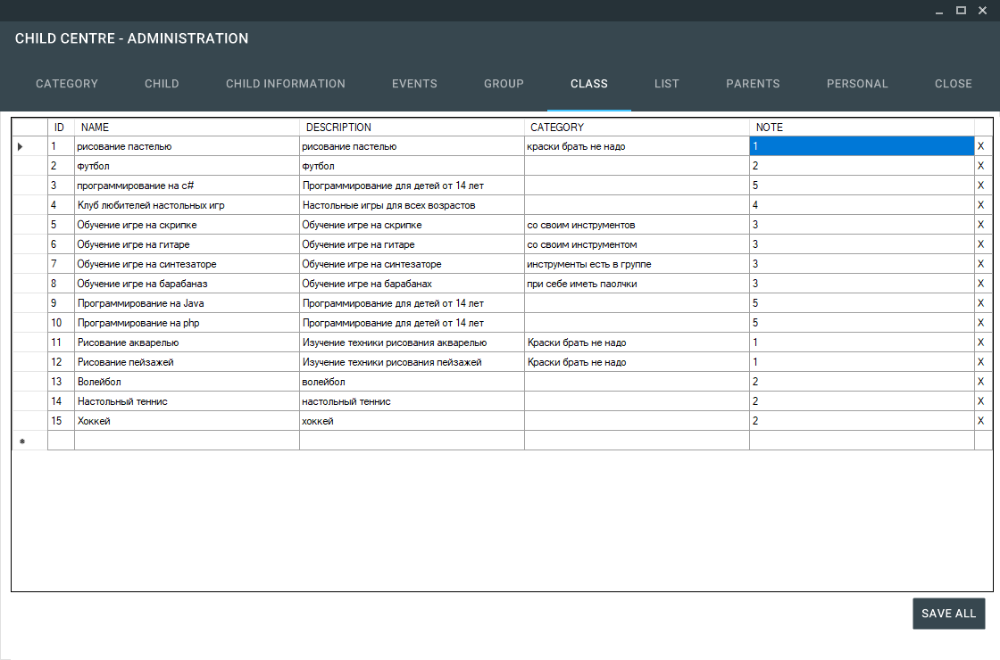 CHILD CENTRE - ADMINISTRATION
CATEGORY CHILD CHILD INFORMATION EVENTS GROUP CLASS LIST PARENTS PERSONAL CLOSE
ID NAME DESCRIPTION CATEGORY NOTE
1 рисование пастелью рисование пастелью краски брать не надо 1 X
2 футбол футбол 2 X
3 программирование на c# Программирование для детей от 14 лет 5 X
4 Клуб любителей настольных игр Настольные игры для всех возрастов 4 X
5 Обучение игре на скрипке Обучение игре на скрипке со своим инструментов 3 X
6 Обучение игре на гитаре Обучение игре на гитаре со своим инструментом 3 X
7 Обучение игре на синтезаторе Обучение игре на синтезаторе инструменты есть в группе 3 X
8 Обучение игре на барабаназ Обучение игре на барабанах при себе иметь паолчки 3 X
9 Программирование на Java Программирование для детей от 14 лет 5 X
10 Программирование на php Программирование для детей от 14 лет 5 X
11 Рисование акварелью Изучение техники рисования акварелью Краски брать не надо 1 X
12 Рисование пейзажей Изучение техники рисования пейзажей Краски брать не надо 1 X
13 Волейбол волейбол 2 X
14 Настольный теннис настольный теннис 2 X
15 Хоккей хоккей 2 X
SAVE ALL